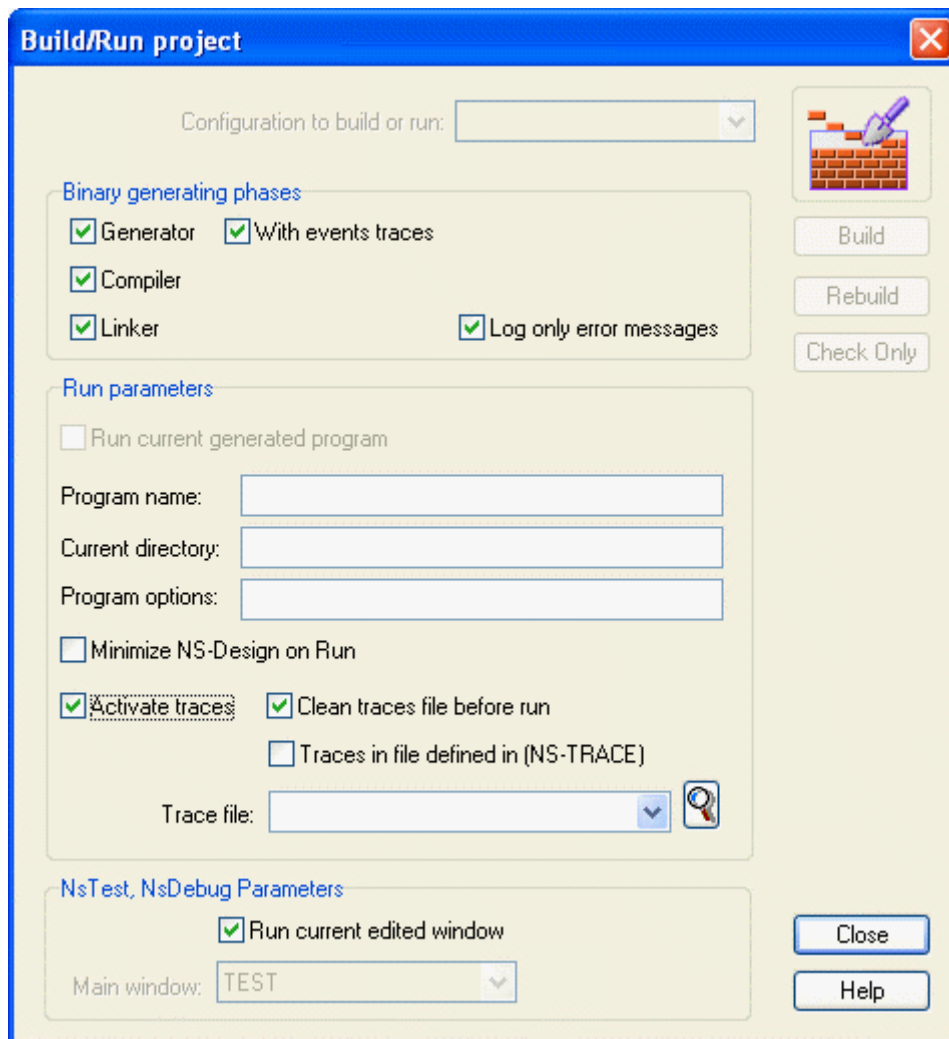 Build/Run project
Configuration to build or run:
Binary generating phases
Generator With events traces
Build
Compiler
Rebuild
Linker Log only error messages
Check Only
Run parameters
Run current generated program
Program name:
Current directory:
Program options:
Minimize NS-Design on Run
Activate traces Clean traces file before run
Traces in file defined in (NS-TRACE)
Trace file:
NsTest, NsDebug Parameters
Run current edited window
Close
Main window: TEST
Help